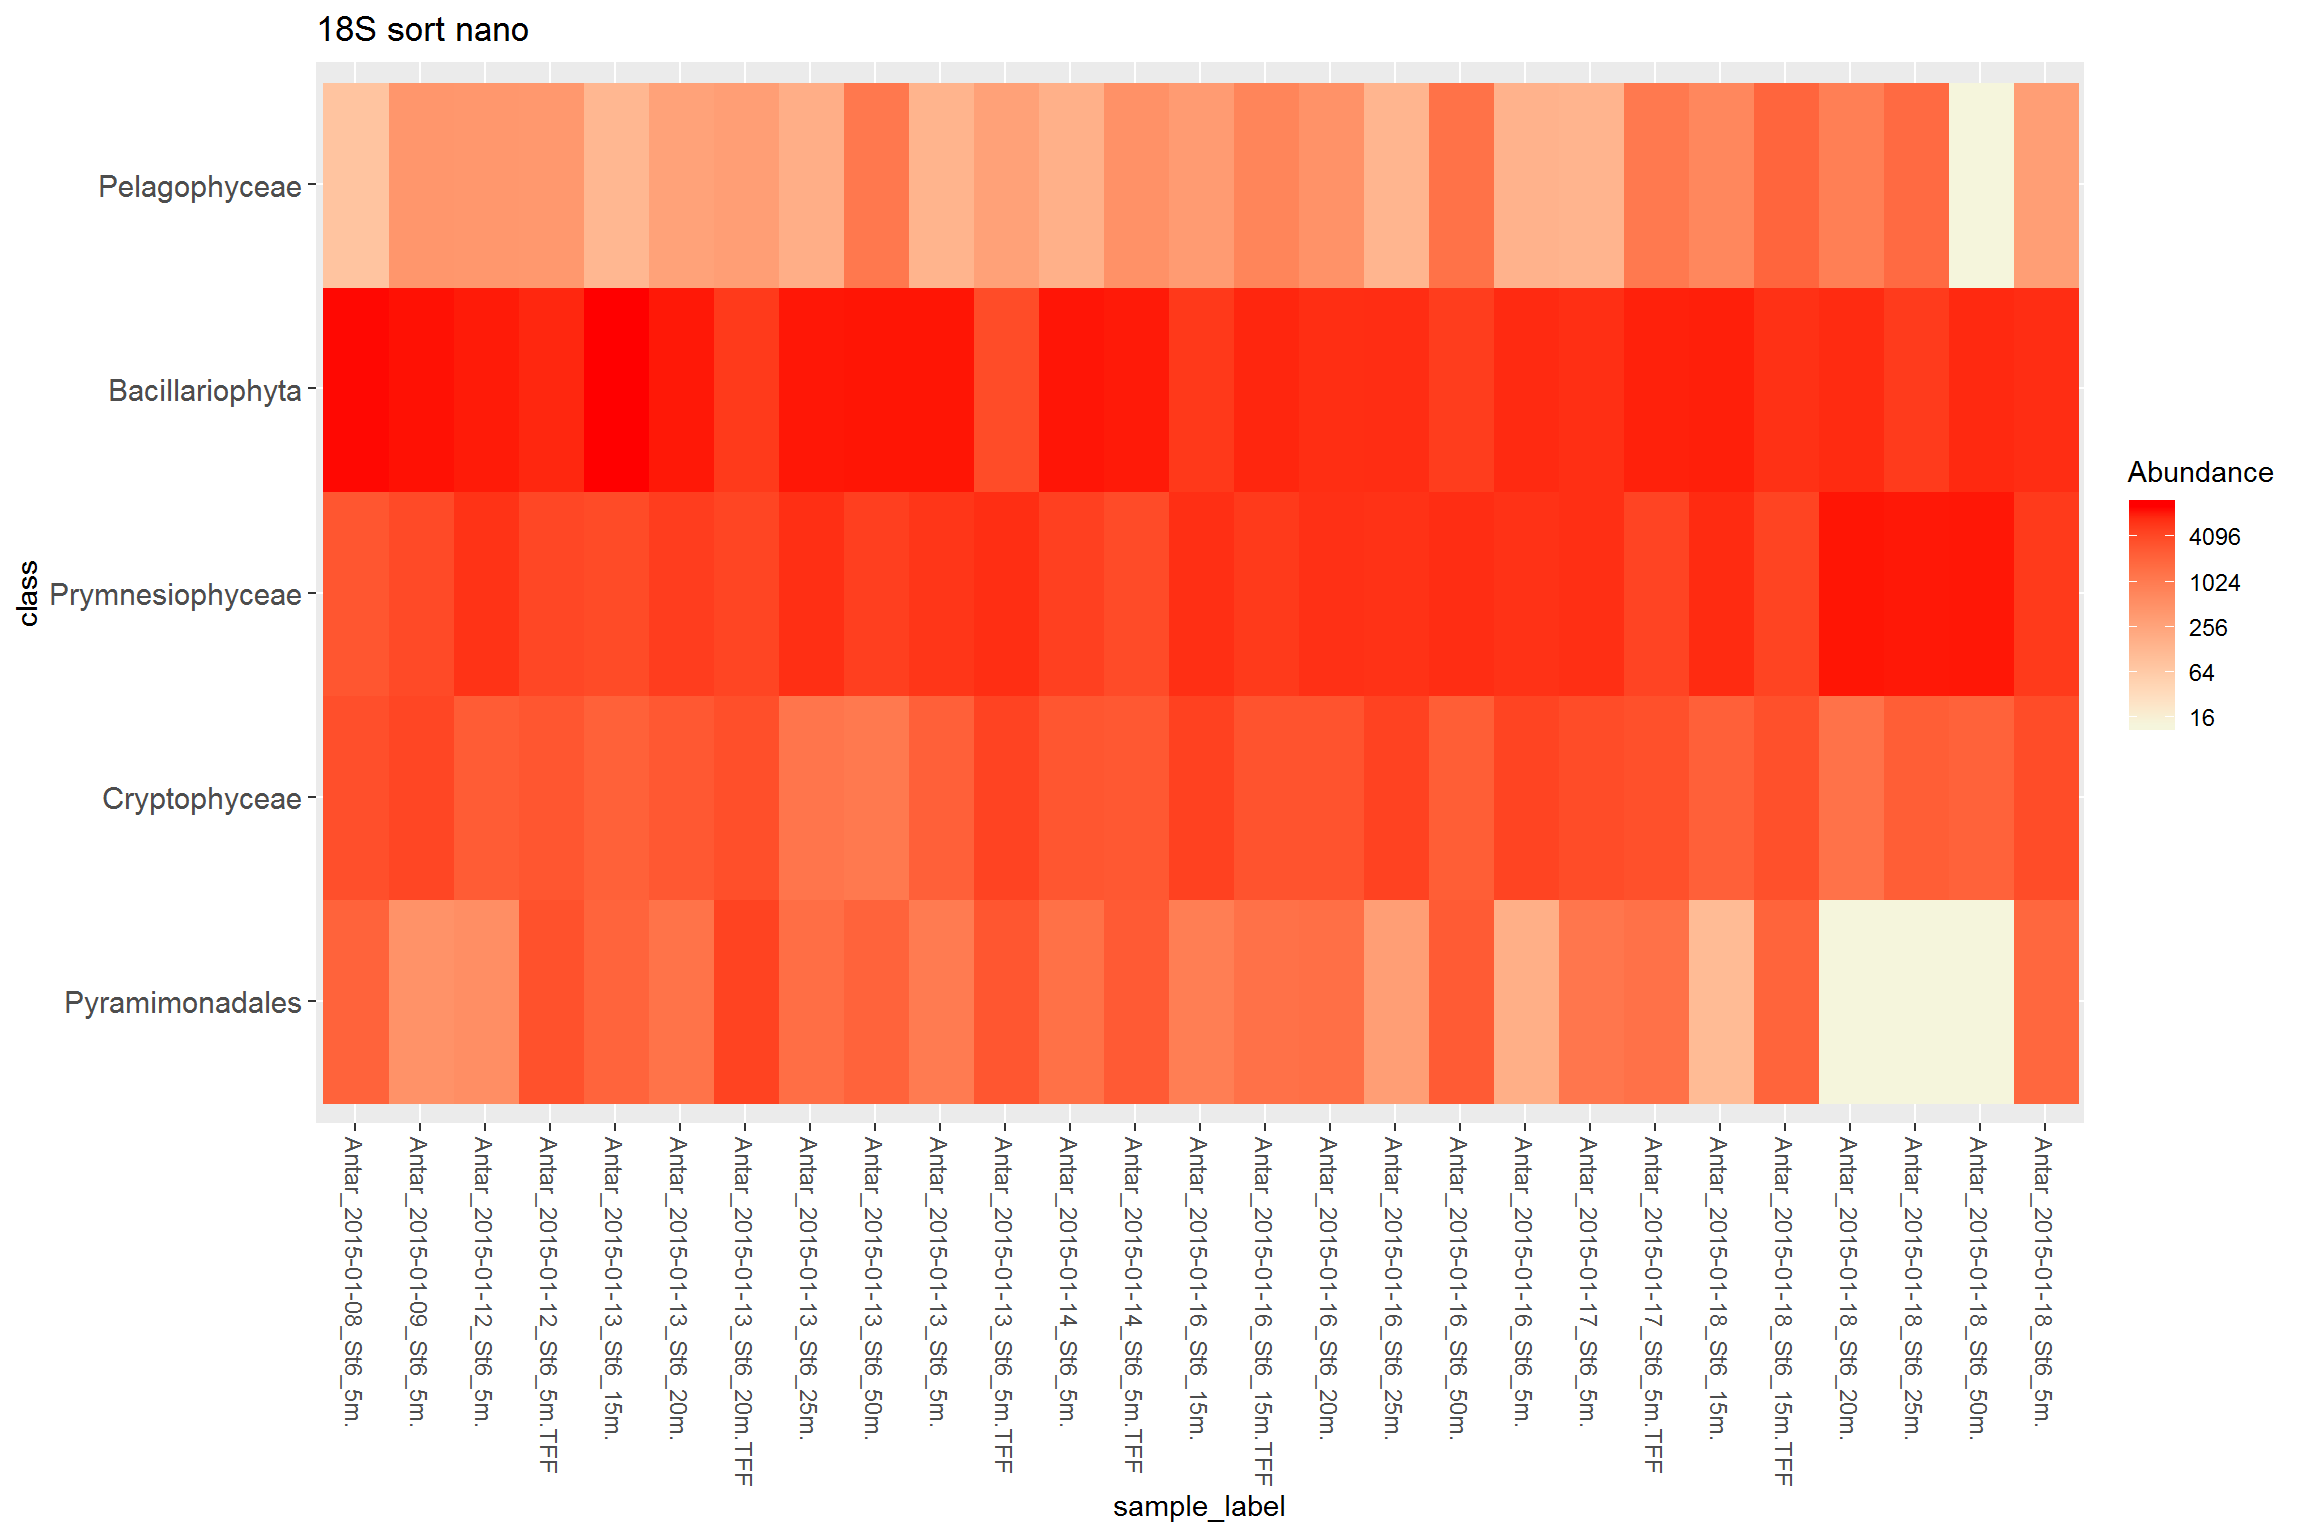 18S sort nano
class
Pelagophyceae
Bacillariophyta
Prymnesiophyceae
Cryptophyceae
Pyramimonadales
Antar_2015-01-08_St6_5m.
Antar_2015-01-09_St6_5m.
Antar_2015-01-12_St6_5m.
Antar_2015-01-12_St6_5m.TFF
Antar_2015-01-13_St6_15m.
Antar_2015-01-13_St6_20m.
Antar_2015-01-13_St6_20m.TFF
Antar_2015-01-13_St6_25m.
Antar_2015-01-13_St6_50m.
Antar_2015-01-13_St6_5m.
Antar_2015-01-13_St6_5m.TFF
Antar_2015-01-14_St6_5m.
Antar_2015-01-14_St6_5m.TFF
Antar_2015-01-16_St6_15m.
Antar_2015-01-16_St6_15m.TFF
Antar_2015-01-16_St6_20m.
Antar_2015-01-16_St6_25m.
Antar_2015-01-16_St6_50m.
Antar_2015-01-16_St6_5m.
Antar_2015-01-17_St6_5m.
Antar_2015-01-17_St6_5m.TFF
Antar_2015-01-18_St6_15m.
Antar_2015-01-18_St6_15m.TFF
Antar_2015-01-18_St6_20m.
Antar_2015-01-18_St6_25m.
Antar_2015-01-18_St6_50m.
Antar_2015-01-18_St6_5m.
sample_label
Abundance
4096
1024
256
64
16